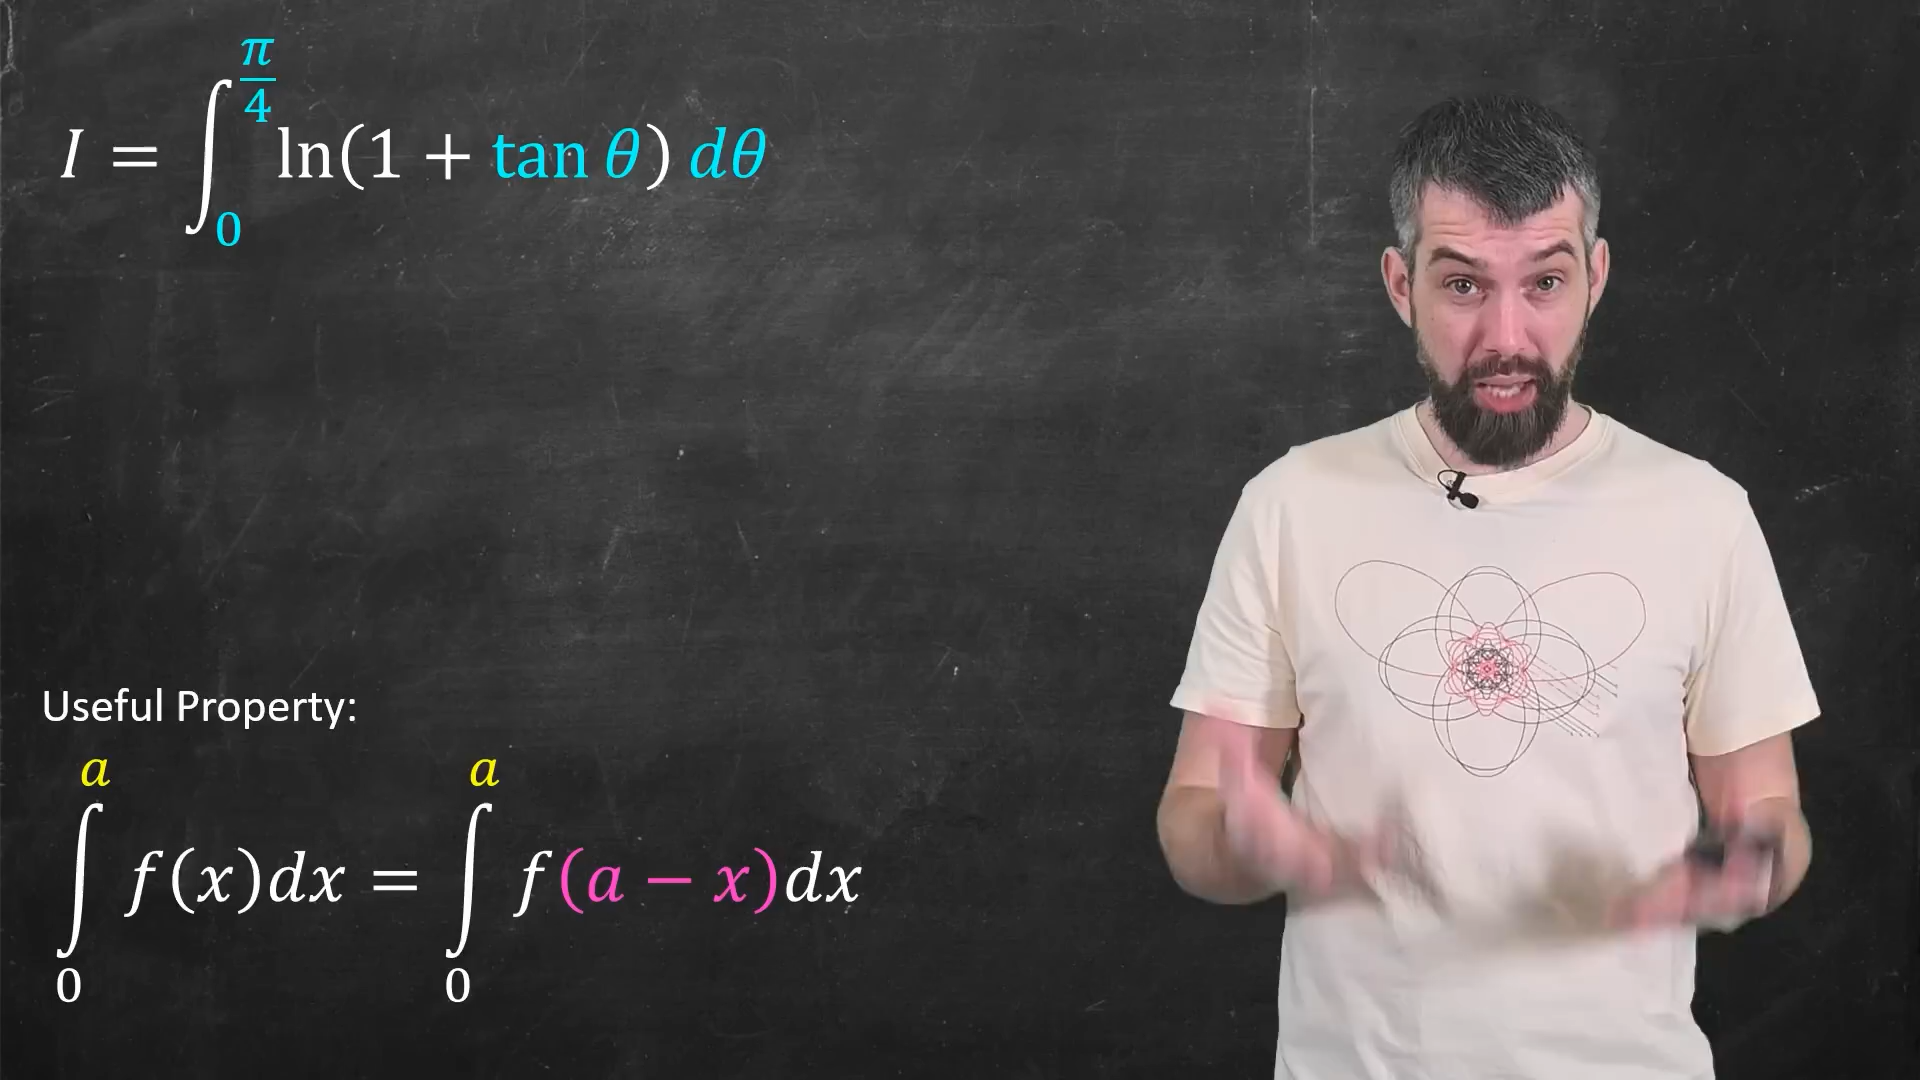 I = ∫₀^(π/4) ln(1 + tan θ) dθ
Useful Property:
∫₀^a f(x)dx = ∫₀^a f(a − x)dx